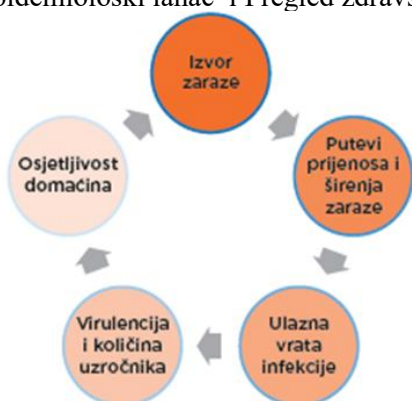 Izvor
zaraze
Putevi
prijenosa i
širenja
zaraze
Ulazna
vrata
infekcije
Virulencija
i količina
uzročnika
Osjetljivost
domaćina